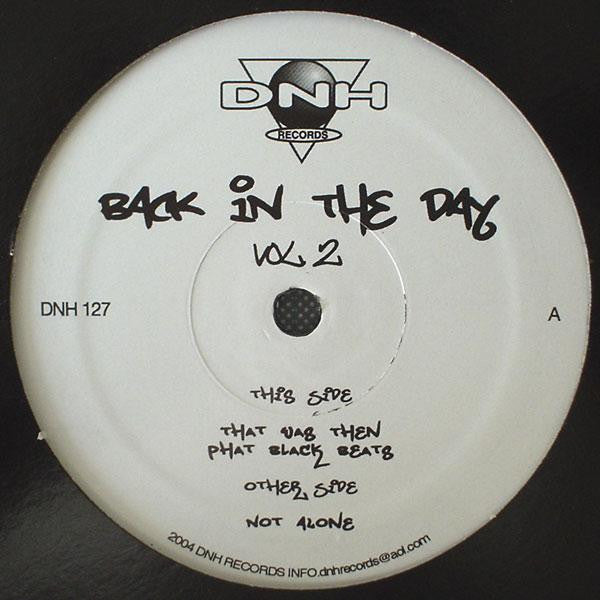 DNH
RECORDS
BACK IN THE DAY
VOL 2
DNH 127
A
THIS SIDE
THAT WAS THEN
PHAT BLACK BEATS
OTHER SIDE
NOT ALONE
2004 DNH RECORDS INFO.dnhrecords@aol.com